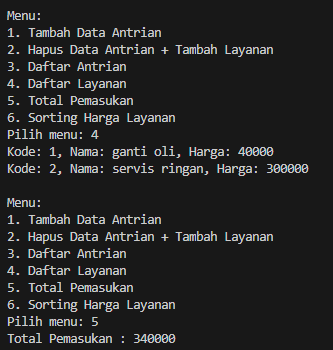 Menu:
1. Tambah Data Antrian
2. Hapus Data Antrian + Tambah Layanan
3. Daftar Antrian
4. Daftar Layanan
5. Total Pemasukan
6. Sorting Harga Layanan
Pilih menu: 4
Kode: 1, Nama: ganti oli, Harga: 40000
Kode: 2, Nama: servis ringan, Harga: 300000

Menu:
1. Tambah Data Antrian
2. Hapus Data Antrian + Tambah Layanan
3. Daftar Antrian
4. Daftar Layanan
5. Total Pemasukan
6. Sorting Harga Layanan
Pilih menu: 5
Total Pemasukan : 340000